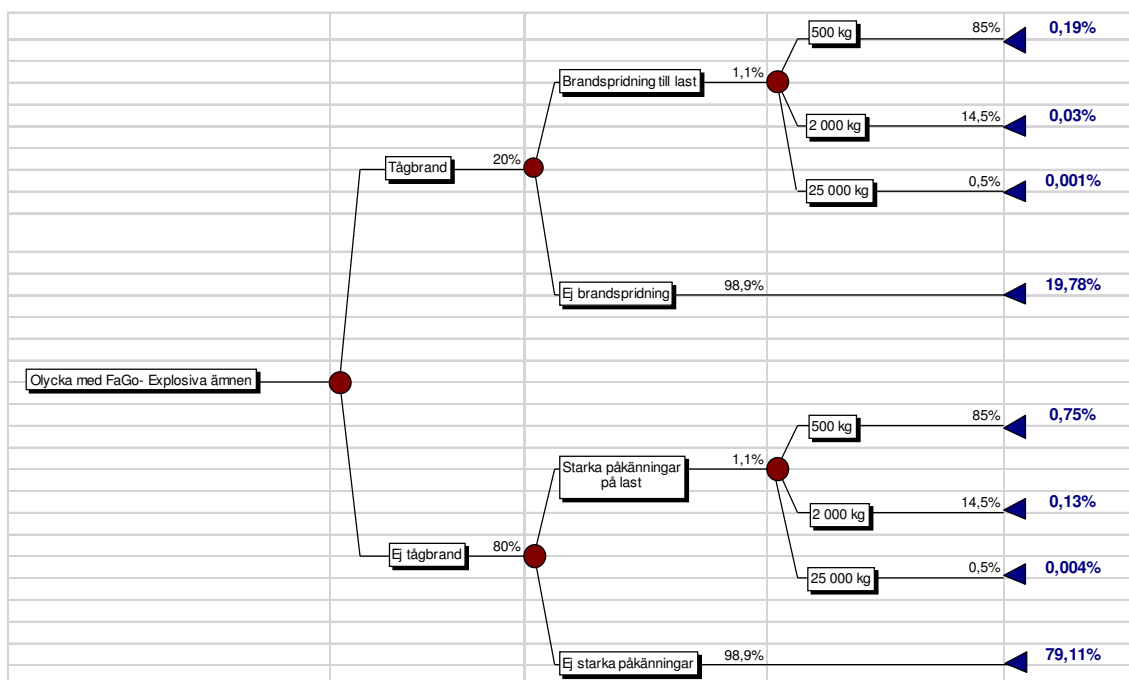 500 kg 85% 0,19%
Brandspridning till last 1,1%
2 000 kg 14,5% 0,03%
Tågbrand 20%
25 000 kg 0,5% 0,001%
Ej brandspridning 98,9% 19,78%
Olycka med FaGo- Explosiva ämnen
500 kg 85% 0,75%
Starka påkänningar
på last
1,1%
2 000 kg 14,5% 0,13%
Ej tågbrand 80%
25 000 kg 0,5% 0,004%
Ej starka påkänningar 98,9% 79,11%